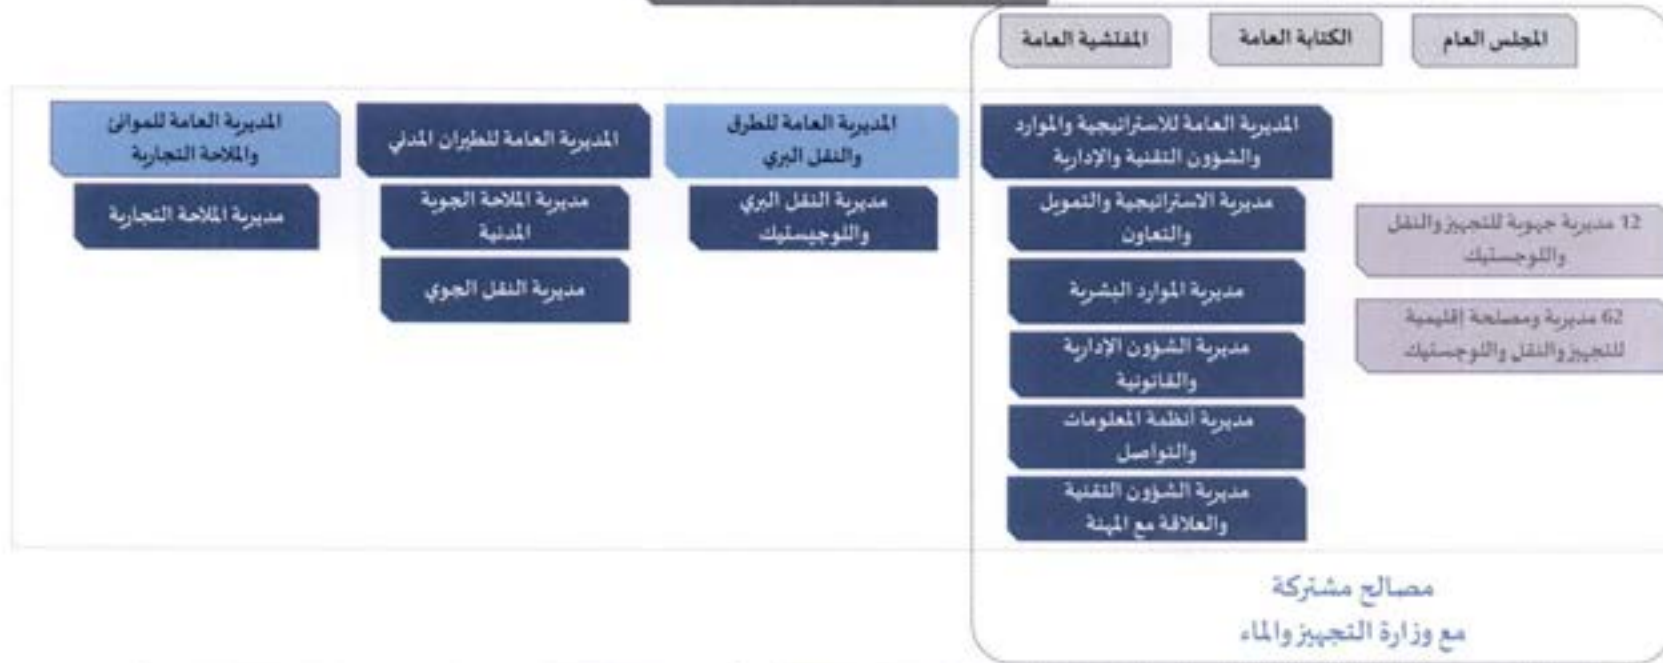 المجلس العام
الكتابة العامة
المفتشية العامة
المديرية العامة للاستراتيجية والموارد
والشؤون التقنية والإدارية
المديرية العامة للطرق
والنقل البري
المديرية العامة للطيران المدني
المديرية العامة للموانئ
والملاحة التجارية
12 مديرية جهوية للتجهيز والنقل
واللوجستيك
62 مديرية ومصلحة إقليمية
للتجهيز والنقل واللوجستيك
مديرية الاستراتيجية والتمويل
والتعاون
مديرية الموارد البشرية
مديرية الشؤون الإدارية
والقانونية
مديرية أنظمة المعلومات
والتواصل
مديرية الشؤون التقنية
والعلاقة مع المهنة
مديرية النقل البري
واللوجيستيك
مديرية الملاحة الجوية
المدنية
مديرية النقل الجوي
مديرية الملاحة التجارية
مصالح مشتركة
مع وزارة التجهيز والماء